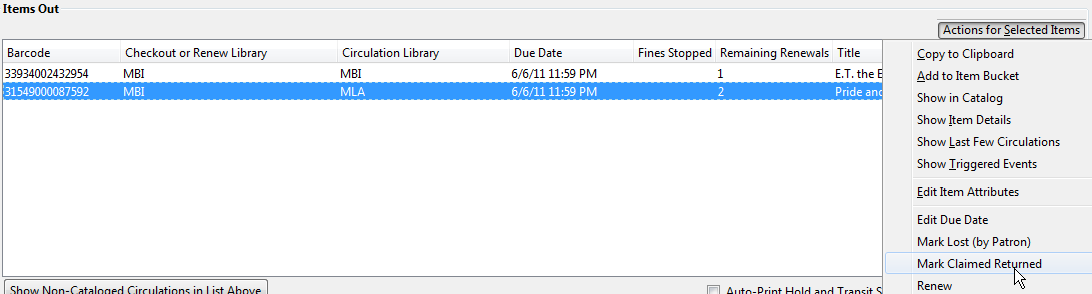 Items Out
Actions for Selected Items
Barcode Checkout or Renew Library Circulation Library Due Date Fines Stopped Remaining Renewals Title
33934002432954 MBI MBI 6/6/11 11:59 PM 1 E.T. the E
31549000087592 MBI MLA 6/6/11 11:59 PM 2 Pride and
Copy to Clipboard
Add to Item Bucket
Show in Catalog
Show Item Details
Show Last Few Circulations
Show Triggered Events
Edit Item Attributes
Edit Due Date
Mark Lost (by Patron)
Mark Claimed Returned
Renew
Show Non-Cataloged Circulations in List Above
Auto-Print Hold and Transit S